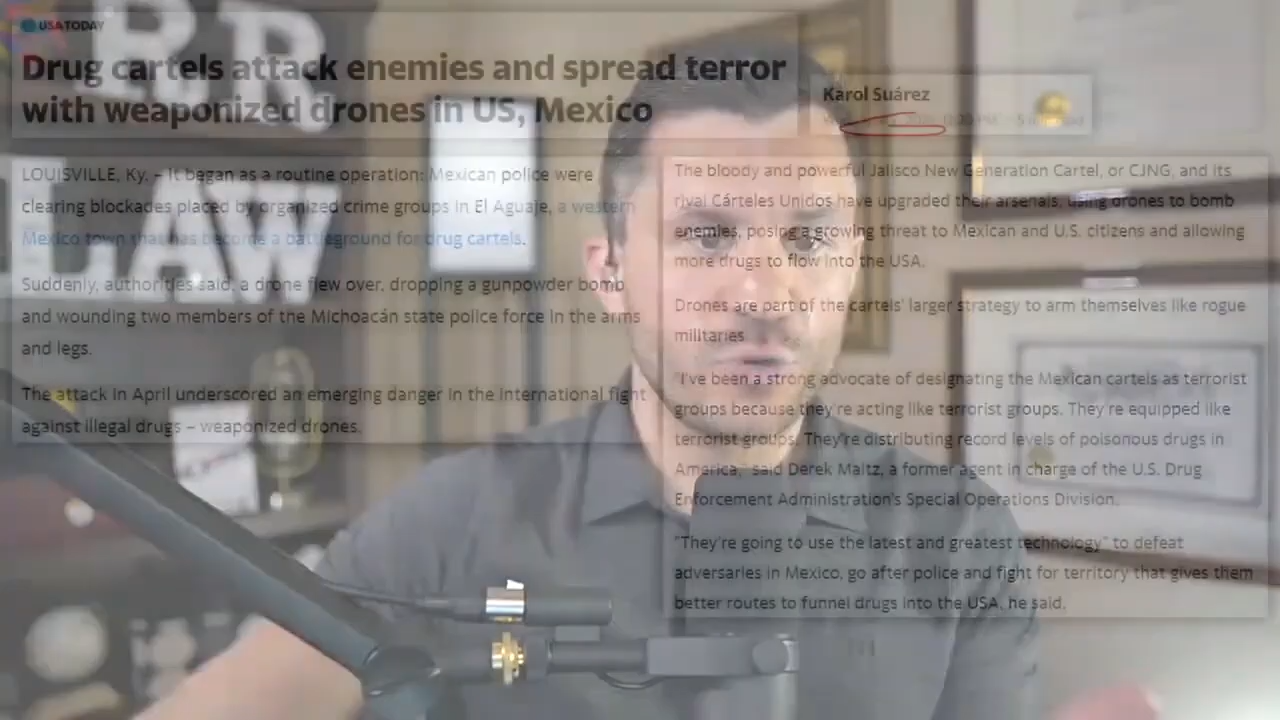 R.R.
LAW
USA TODAY
Drug cartels attack enemies and spread terror
with weaponized drones in US, Mexico
Karol Suárez
LOUISVILLE, Ky. – It began as a routine operation: Mexican police were
clearing blockades placed by organized crime groups in El Aguaje, a western
Mexico town that has become a battleground for drug cartels.
Suddenly, authorities said, a drone flew over, dropping a gunpowder bomb
and wounding two members of the Michoacán state police force in the arms
and legs.
The attack in April underscored an emerging danger in the international fight
against illegal drugs – weaponized drones.
The bloody and powerful Jalisco New Generation Cartel, or CJNG, and its
rival Cárteles Unidos have upgraded their arsenals, using drones to bomb
enemies, posing a growing threat to Mexican and U.S. citizens and allowing
more drugs to flow into the USA.
Drones are part of the cartels' larger strategy to arm themselves like rogue
militaries.
"I've been a strong advocate of designating the Mexican cartels as terrorist
groups because they're acting like terrorist groups. They're equipped like
terrorist groups. They're distributing record levels of poisonous drugs in
America," said Derek Maltz, a former agent in charge of the U.S. Drug
Enforcement Administration's Special Operations Division.
"They're going to use the latest and greatest technology" to defeat
adversaries in Mexico, go after police and fight for territory that gives them
better routes to funnel drugs into the USA, he said.